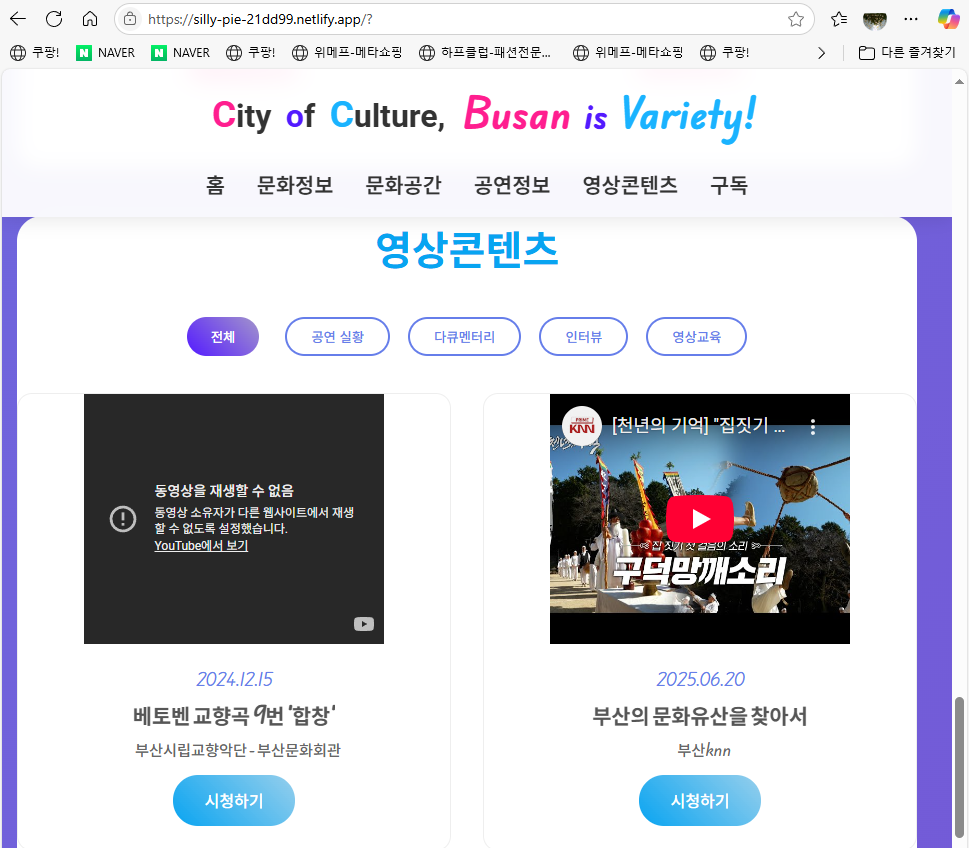 https://silly-pie-21dd99.netlify.app/?
쿠팡! NAVER NAVER 쿠팡! 위메프-메타쇼핑 하프클럽-패션전문... 위메프-메타쇼핑 쿠팡! 다른 즐겨찾기
City of Culture, Busan is Variety!
홈 문화정보 문화공간 공연정보 영상콘텐츠 구독
영상콘텐츠
전체 공연 실황 다큐멘터리 인터뷰 영상교육
동영상을 재생할 수 없음
동영상 소유자가 다른 웹사이트에서 재생
할 수 없도록 설정했습니다.
YouTube에서 보기
2024.12.15
베토벤 교향곡 9번 '합창'
부산시립교향악단 - 부산문화회관
시청하기
KNN [천년의 기억] "집짓기 ...
집 짓기 첫 걸음의 소리
구덕망깨소리
2025.06.20
부산의 문화유산을 찾아서
부산knn
시청하기